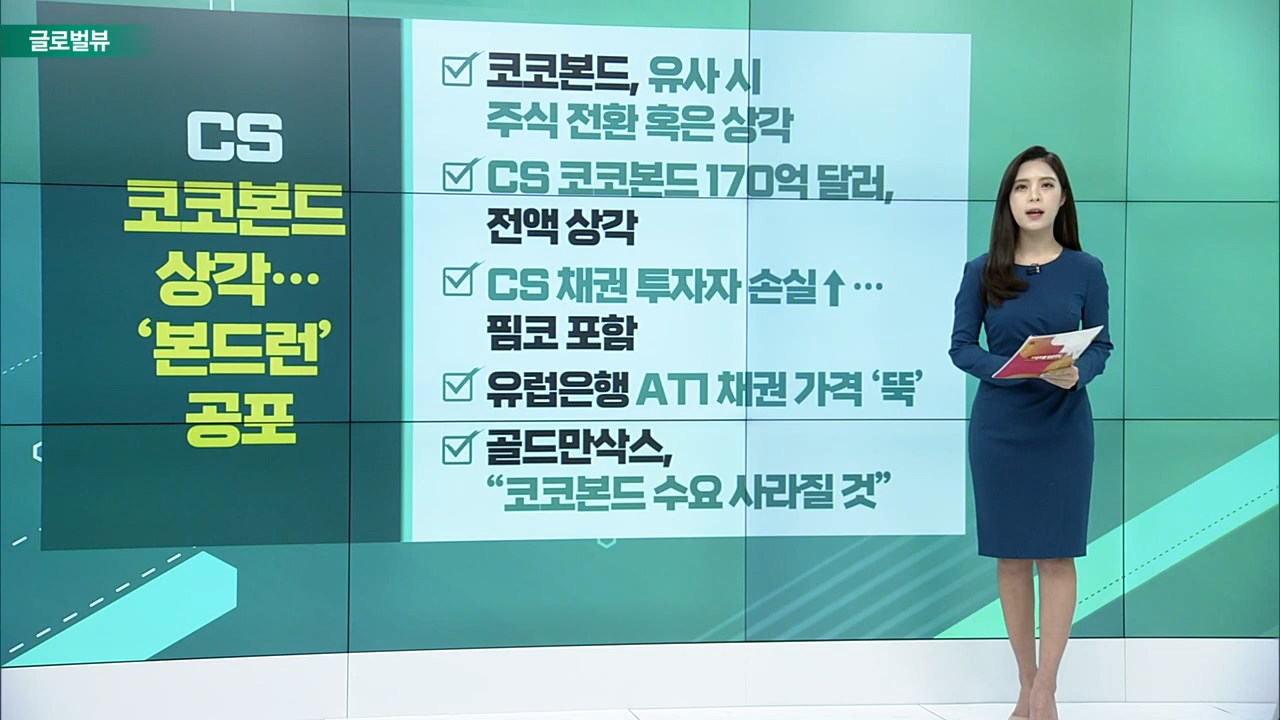 글로벌뷰
CS
코코본드
상각…
‘본드런’
공포
코코본드, 유사 시
주식 전환 혹은 상각
CS 코코본드 170억 달러,
전액 상각
CS 채권 투자자 손실↑…
핌코 포함
유럽은행 AT1 채권 가격 ‘뚝’
골드만삭스,
“코코본드 수요 사라질 것”